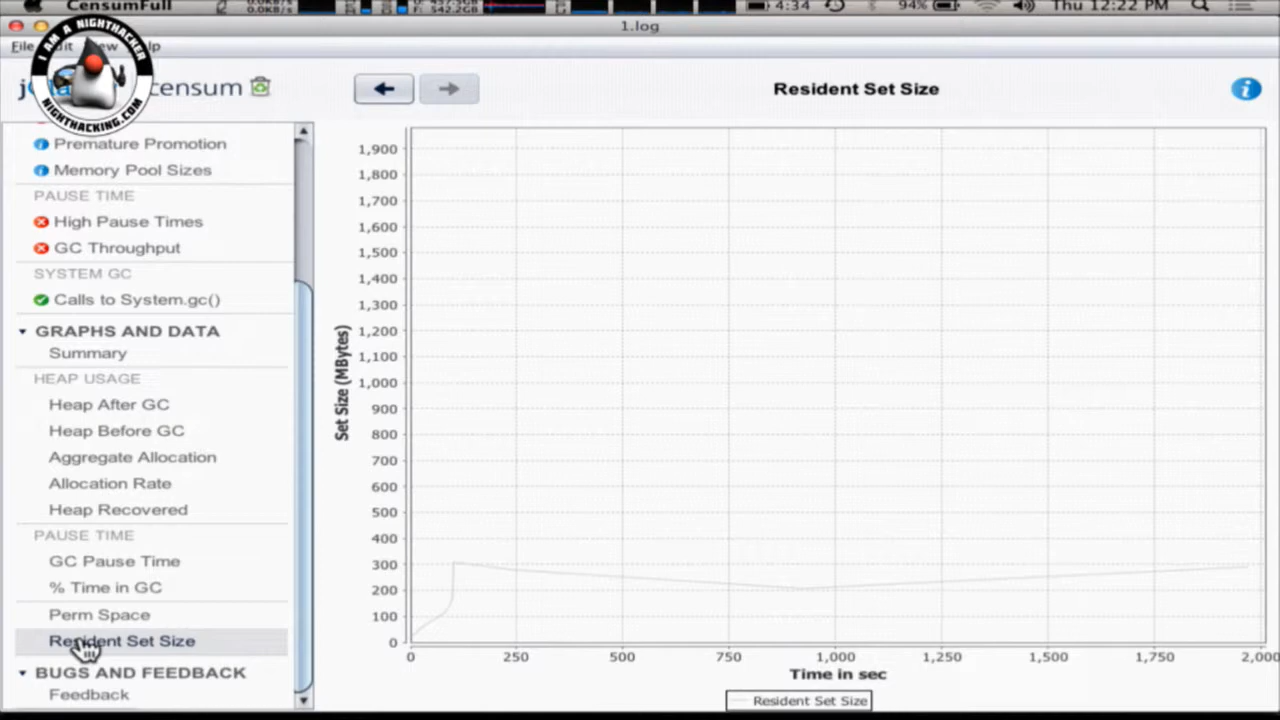 CensumFull
4:34
94%
Thu 12:22 PM
1.log
File
I AM A NIGHTHACKER
NIGHTHACKING.COM
censum
Resident Set Size
Premature Promotion
Memory Pool Sizes
PAUSE TIME
High Pause Times
GC Throughput
SYSTEM GC
Calls to System.gc()
GRAPHS AND DATA
Summary
HEAP USAGE
Heap After GC
Heap Before GC
Aggregate Allocation
Allocation Rate
Heap Recovered
PAUSE TIME
GC Pause Time
% Time in GC
Perm Space
Resident Set Size
BUGS AND FEEDBACK
Feedback
Set Size (MBytes)
1,900
1,800
1,700
1,600
1,500
1,400
1,300
1,200
1,100
1,000
900
800
700
600
500
400
300
200
100
0
0 250 500 750 1,000 1,250 1,500 1,750 2,000
Time in sec
Resident Set Size